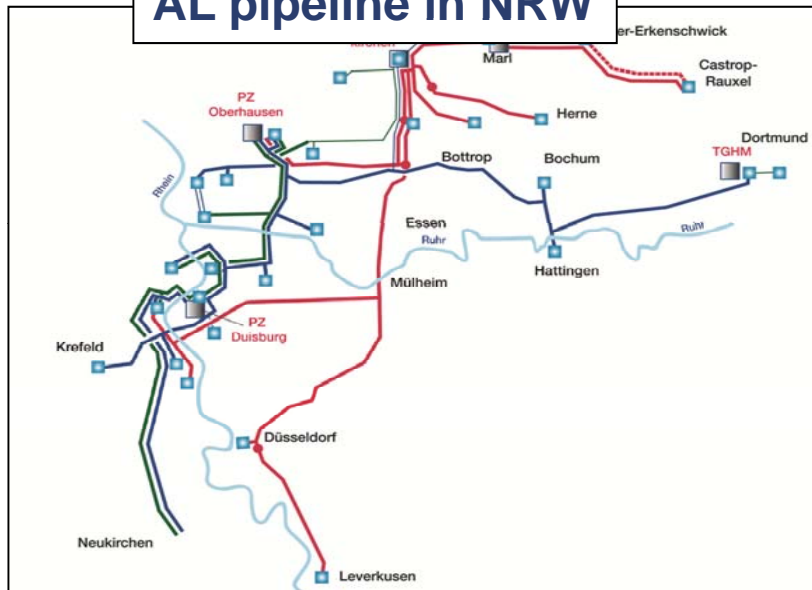 AL pipeline in NRW
er-Erkenschwick
kirchen
Marl
Castrop-
Rauxel
PZ
Oberhausen
Herne
Dortmund
TGHM
Bottrop
Bochum
Rhein
Essen
Ruhr
Ruhr
Hattingen
Mülheim
PZ
Duisburg
Krefeld
Düsseldorf
Neukirchen
Leverkusen